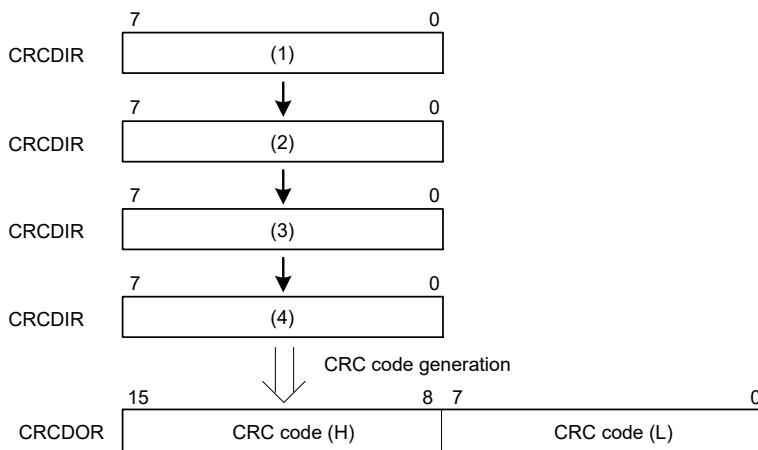 7 0
CRCDIR (1)
7 0
CRCDIR (2)
7 0
CRCDIR (3)
7 0
CRCDIR (4)
CRC code generation
15 8 7 0
CRCDOR CRC code (H) CRC code (L)